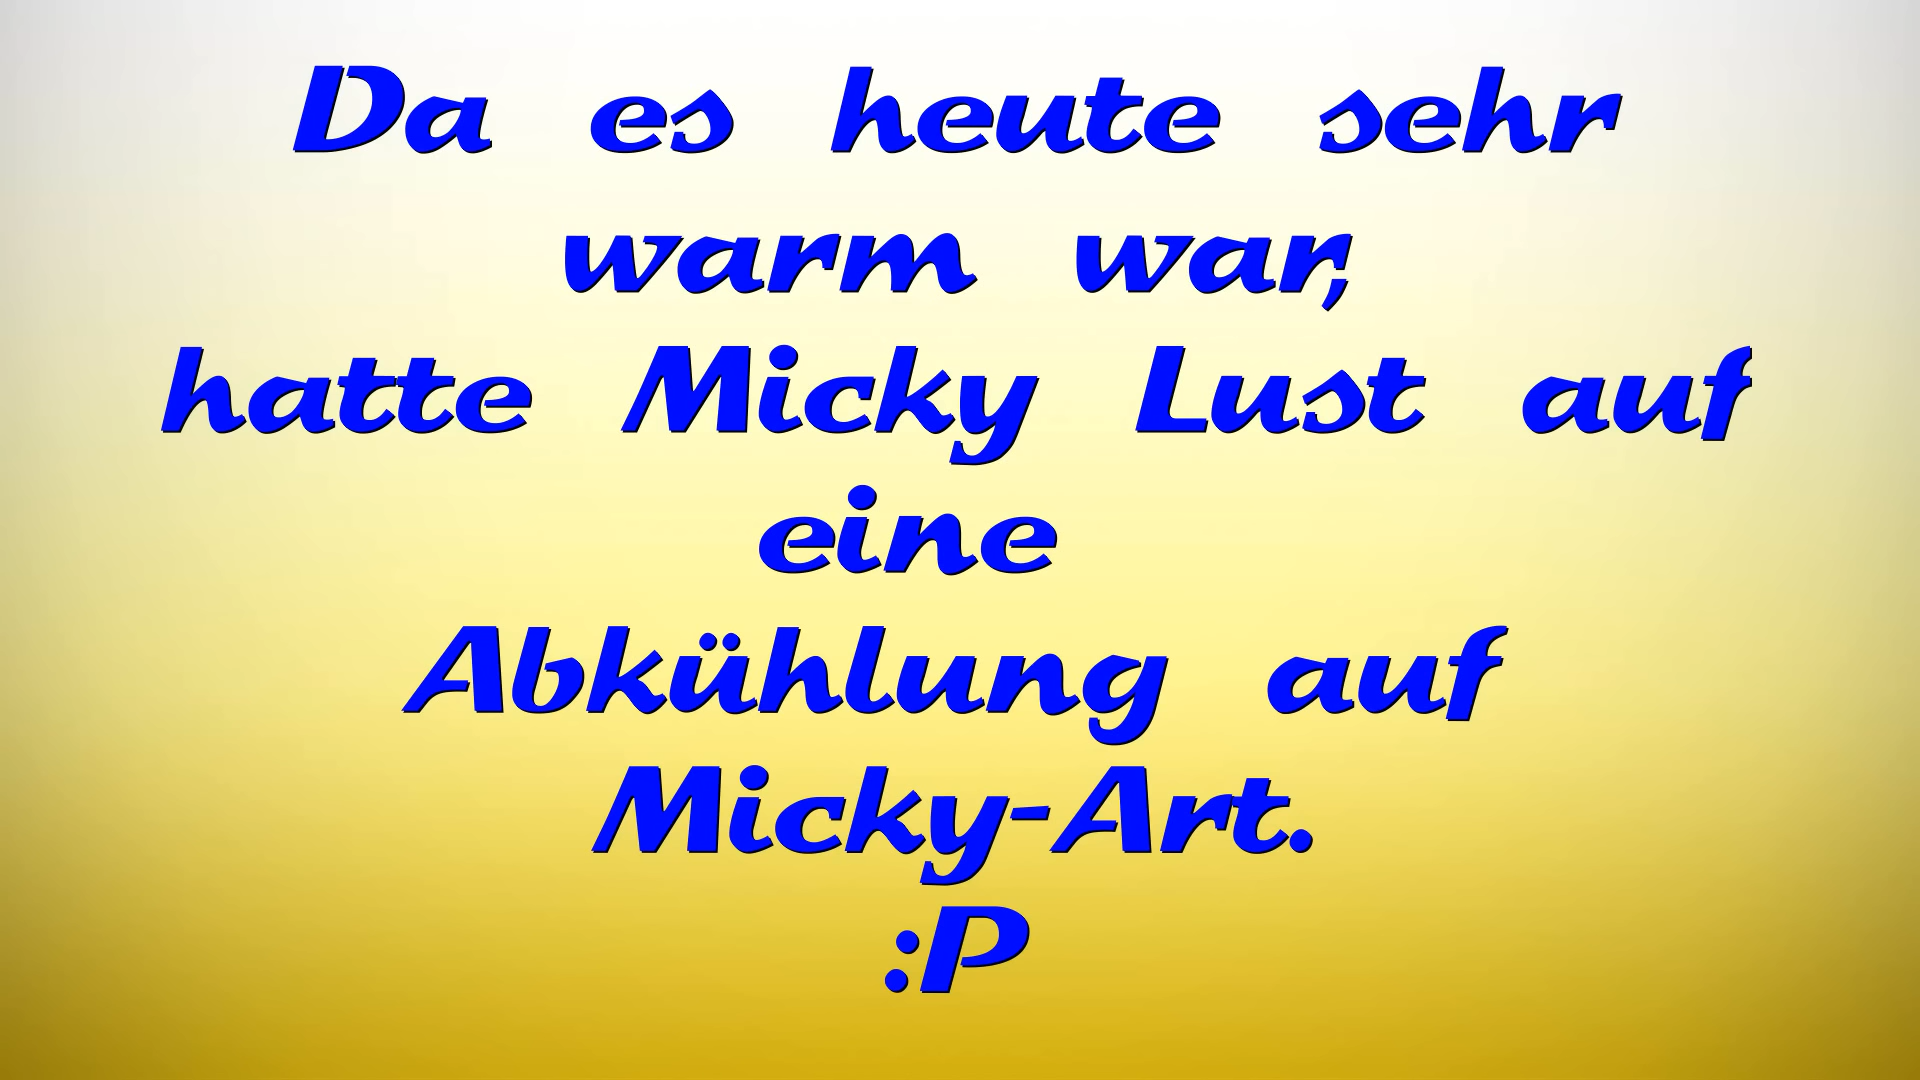 Da es heute sehr
warm war,
hatte Micky Lust auf
eine
Abkühlung auf
Micky-Art.
:P